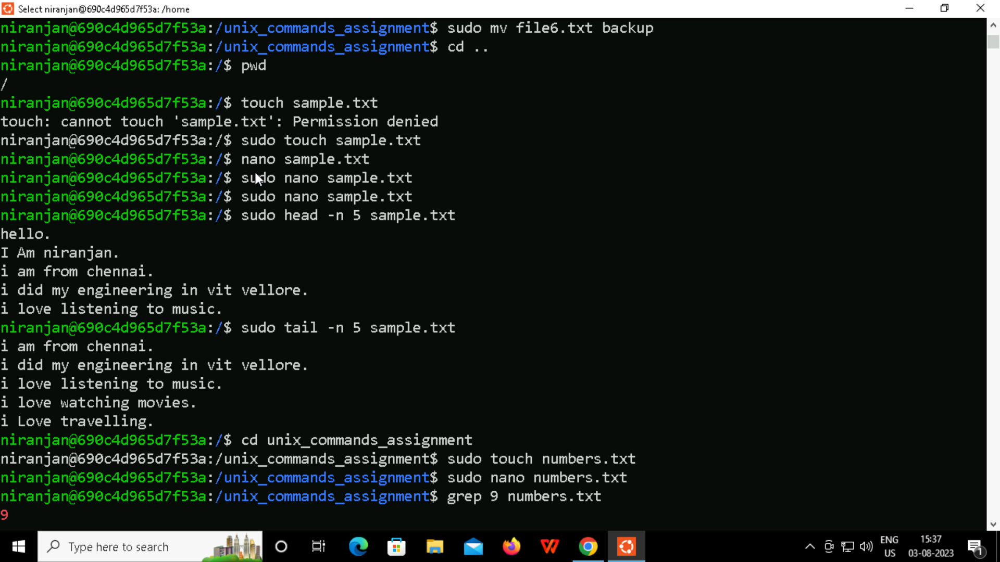 Select niranjan@690c4d965d7f53a: /home
niranjan@690c4d965d7f53a:/unix_commands_assignment$ sudo mv file6.txt backup
niranjan@690c4d965d7f53a:/unix_commands_assignment$ cd ..
niranjan@690c4d965d7f53a:/$ pwd
/
niranjan@690c4d965d7f53a:/$ touch sample.txt
touch: cannot touch 'sample.txt': Permission denied
niranjan@690c4d965d7f53a:/$ sudo touch sample.txt
niranjan@690c4d965d7f53a:/$ nano sample.txt
niranjan@690c4d965d7f53a:/$ sudo nano sample.txt
niranjan@690c4d965d7f53a:/$ sudo nano sample.txt
niranjan@690c4d965d7f53a:/$ sudo head -n 5 sample.txt
hello.
I Am niranjan.
i am from chennai.
i did my engineering in vit vellore.
i love listening to music.
niranjan@690c4d965d7f53a:/$ sudo tail -n 5 sample.txt
i am from chennai.
i did my engineering in vit vellore.
i love listening to music.
i love watching movies.
i Love travelling.
niranjan@690c4d965d7f53a:/$ cd unix_commands_assignment
niranjan@690c4d965d7f53a:/unix_commands_assignment$ sudo touch numbers.txt
niranjan@690c4d965d7f53a:/unix_commands_assignment$ sudo nano numbers.txt
niranjan@690c4d965d7f53a:/unix_commands_assignment$ grep 9 numbers.txt
9
Type here to search
ENG
US
15:37
03-08-2023
1